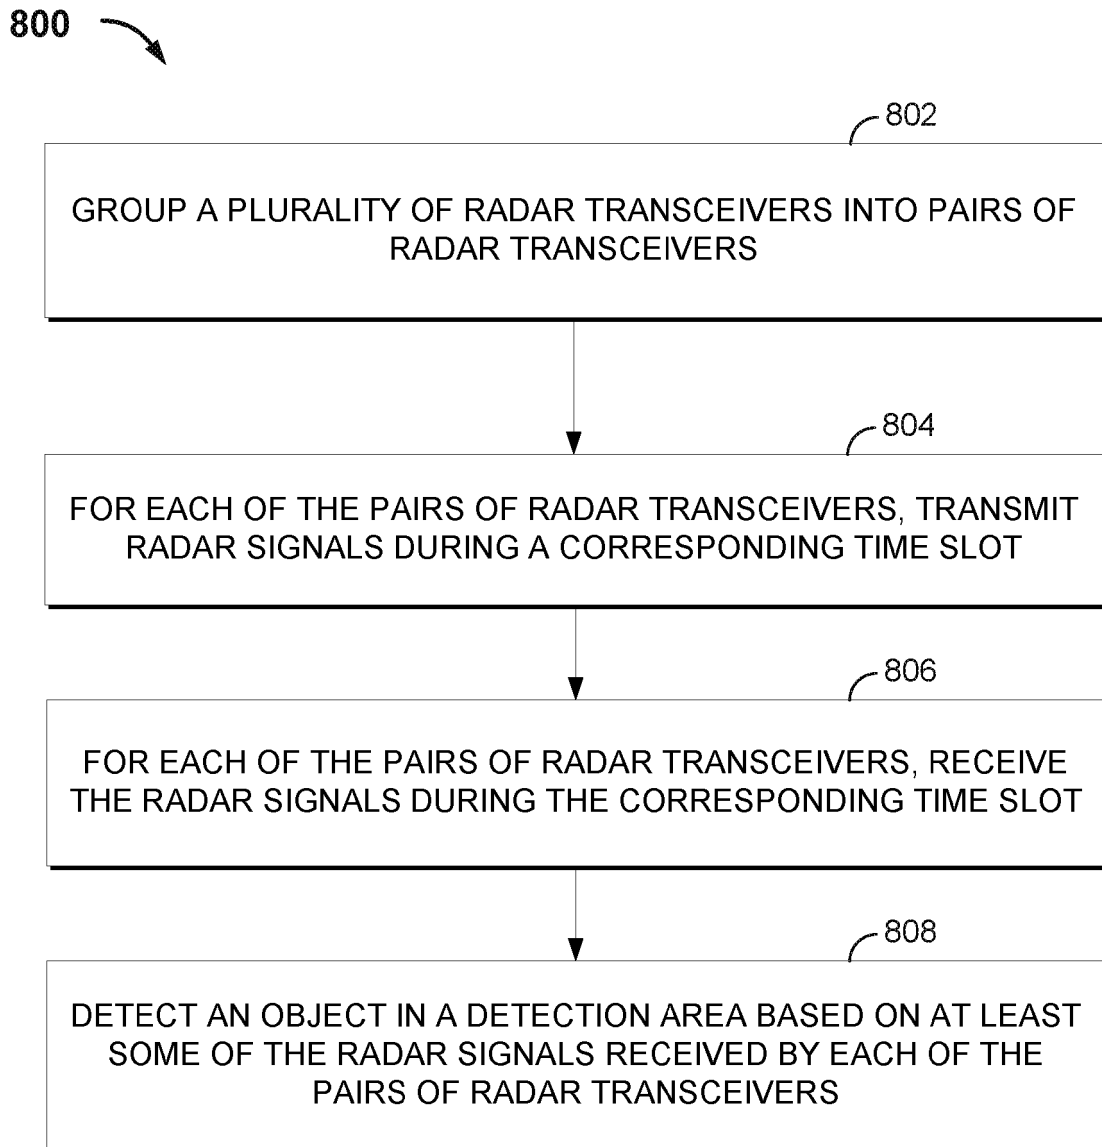 800
802
GROUP A PLURALITY OF RADAR TRANSCEIVERS INTO PAIRS OF
RADAR TRANSCEIVERS
804
FOR EACH OF THE PAIRS OF RADAR TRANSCEIVERS, TRANSMIT
RADAR SIGNALS DURING A CORRESPONDING TIME SLOT
806
FOR EACH OF THE PAIRS OF RADAR TRANSCEIVERS, RECEIVE
THE RADAR SIGNALS DURING THE CORRESPONDING TIME SLOT
808
DETECT AN OBJECT IN A DETECTION AREA BASED ON AT LEAST
SOME OF THE RADAR SIGNALS RECEIVED BY EACH OF THE
PAIRS OF RADAR TRANSCEIVERS